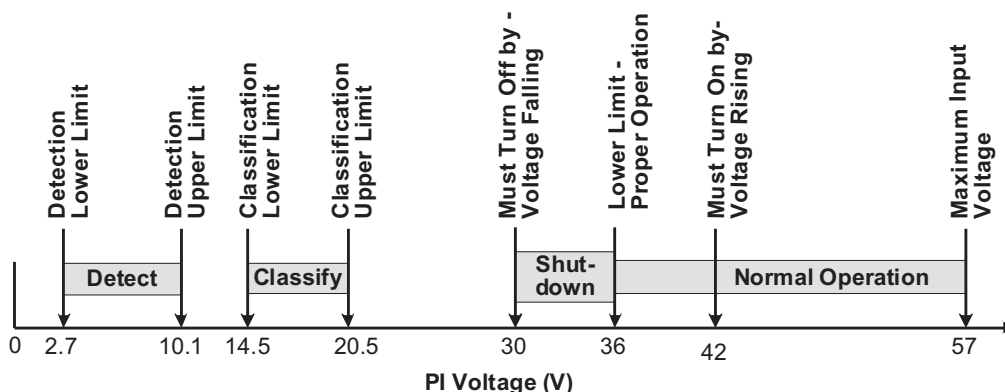 Detection
Lower Limit
Detection
Upper Limit
Classification
Lower Limit
Classification
Upper Limit
Must Turn Off by -
Voltage Falling
Lower Limit -
Proper Operation
Must Turn On by-
Voltage Rising
Maximum Input
Voltage
Detect
Classify
Shut-
down
Normal Operation
0
2.7
10.1
14.5
20.5
30
36
42
57
PI Voltage (V)